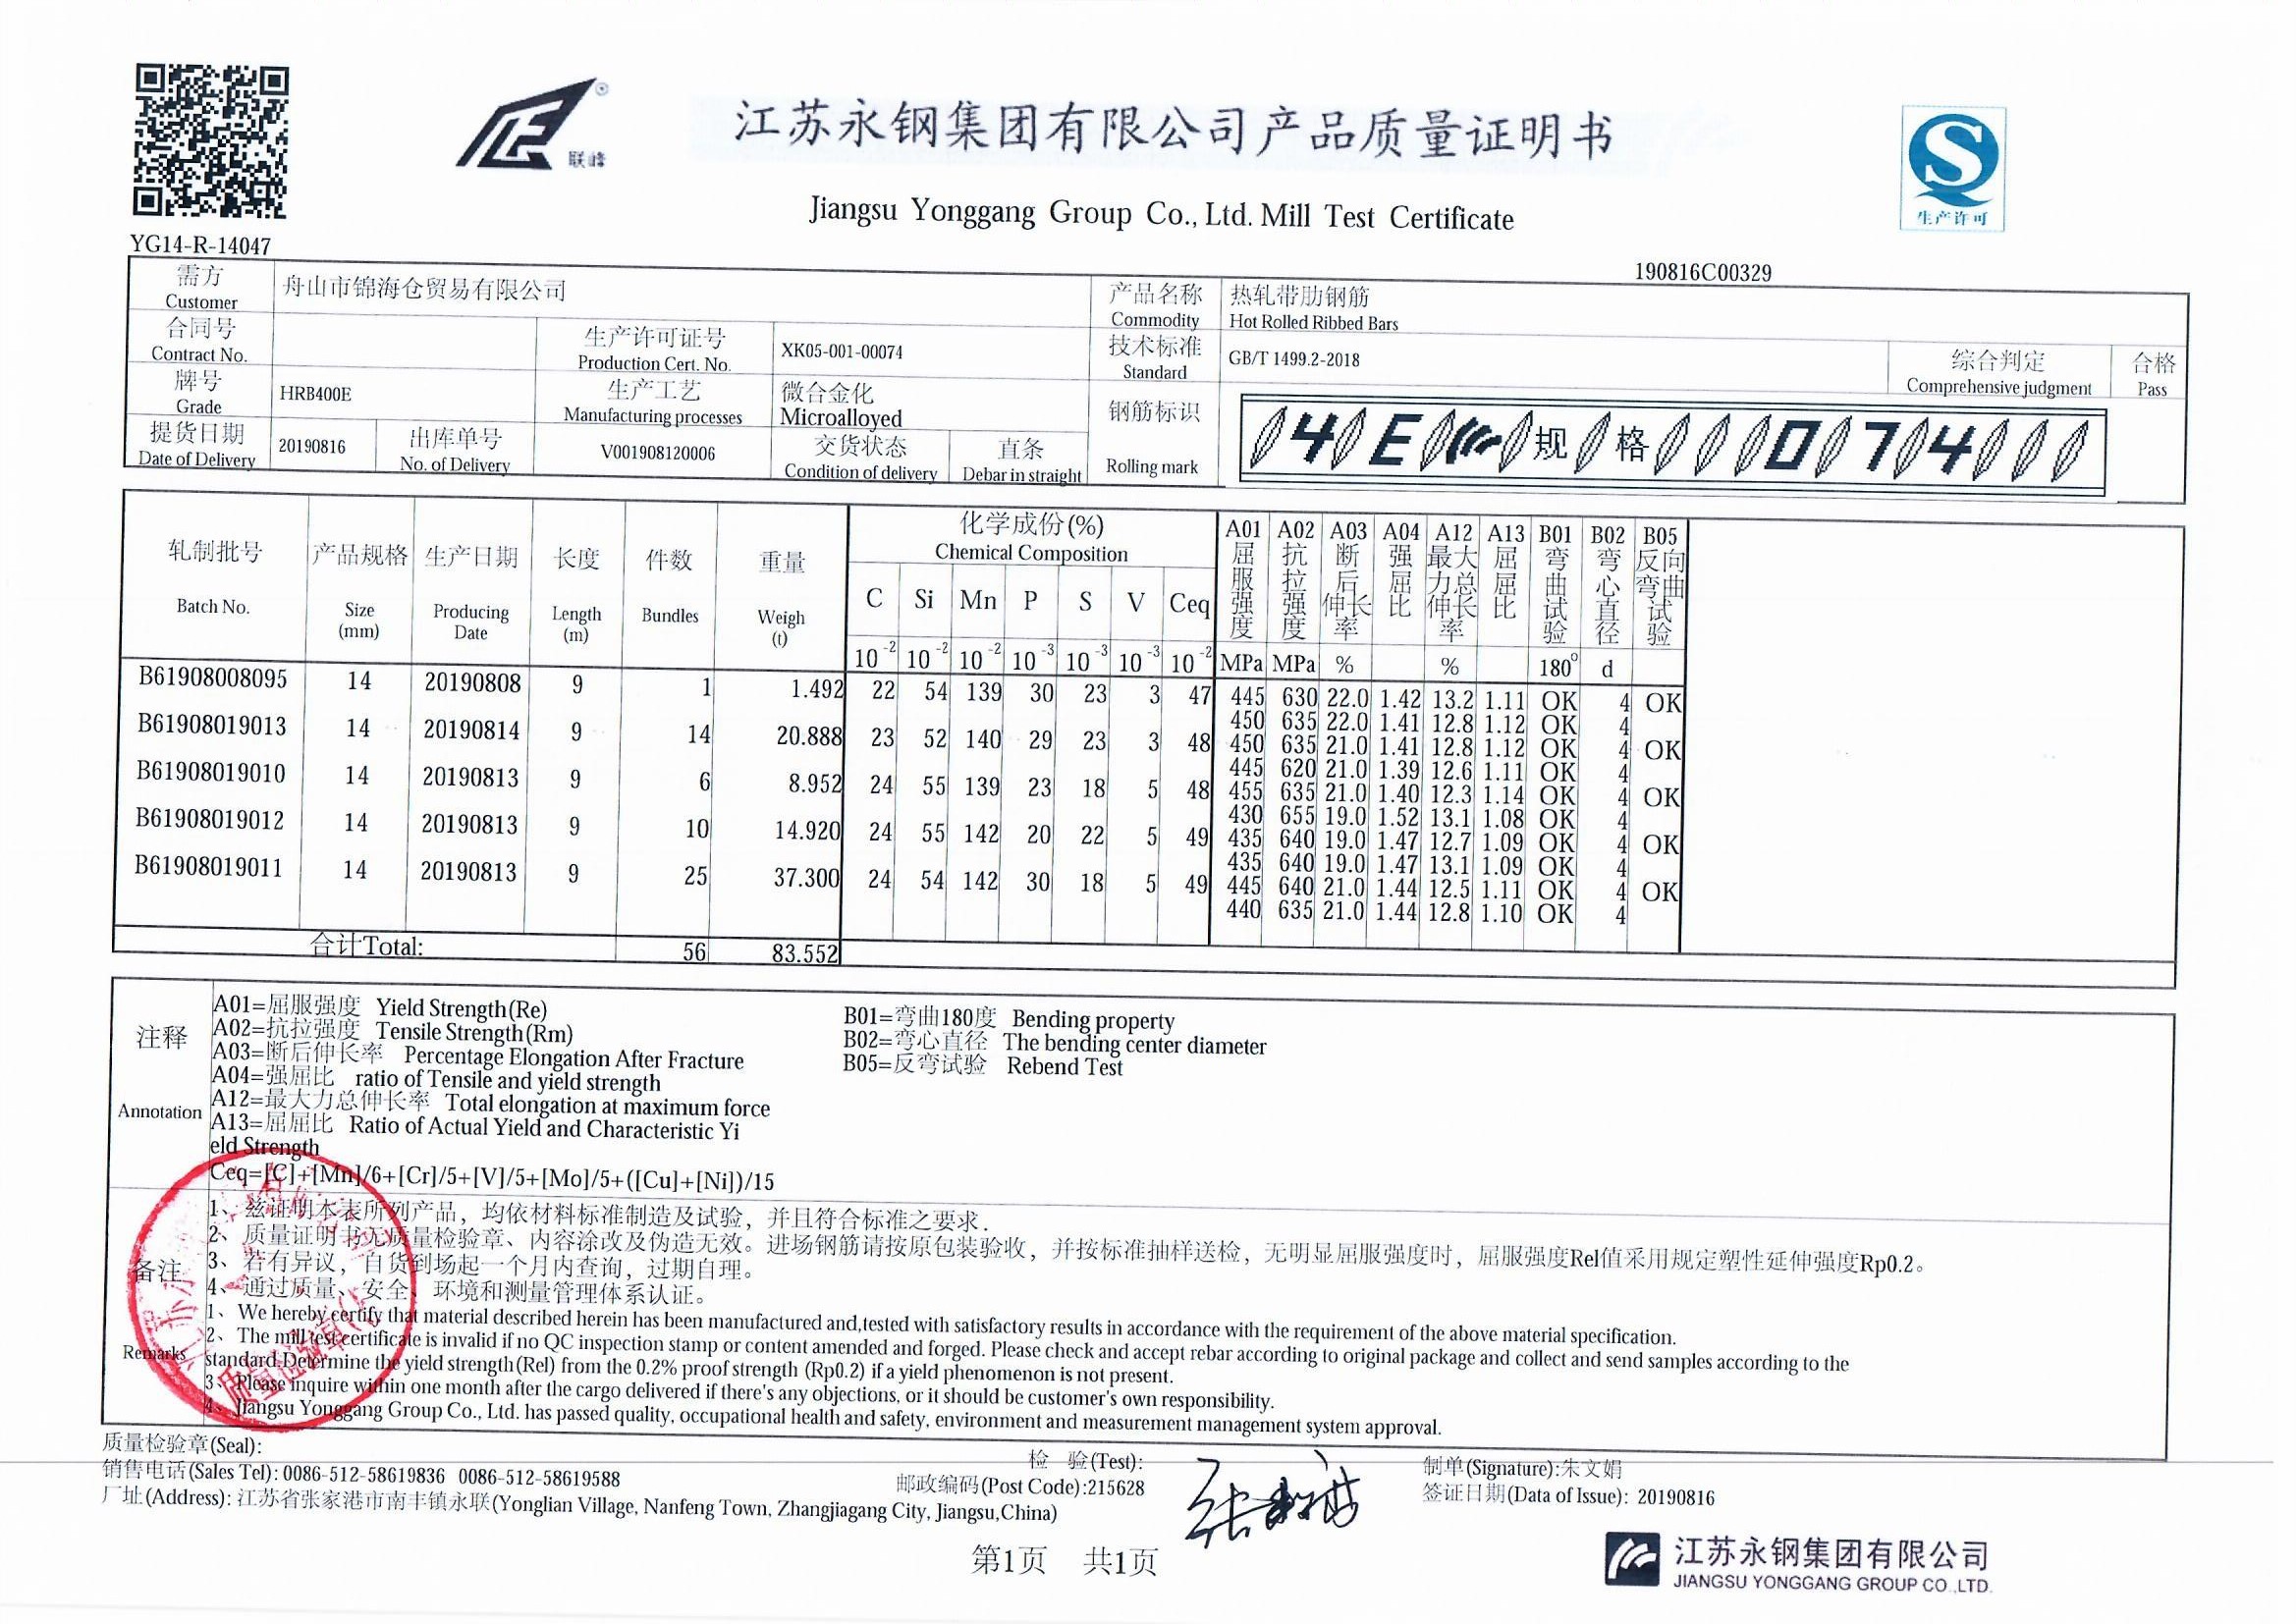 联峰
江苏永钢集团有限公司产品质量证明书
Jiangsu Yonggang Group Co., Ltd. Mill Test Certificate
生产许可
YG14-R-14047
190816C00329
需方 Customer 舟山市锦海仓贸易有限公司 产品名称 Commodity 热轧带肋钢筋 Hot Rolled Ribbed Bars
合同号 Contract No. 生产许可证号 Production Cert. No. XK05-001-00074 技术标准 Standard GB/T 1499.2-2018 综合判定 Comprehensive judgment 合格 Pass
牌号 Grade HRB400E 生产工艺 Manufacturing processes 微合金化 Microalloyed 钢筋标识 Rolling mark 4 E 规 格 0 7 4
提货日期 Date of Delivery 20190816 出库单号 No. of Delivery V001908120006 交货状态 Condition of delivery 直条 Debar in straight
轧制批号 产品规格 生产日期 长度 件数 重量 化学成份(%) Chemical Composition A01 屈服强度 A02 抗拉强度 A03 断后伸长率 A04 强屈比 A12 最大力总伸长率 A13 屈屈比 B01 弯曲试验 B02 弯心直径 B05 反向弯曲试验
Batch No. Size (mm) Producing Date Length (m) Bundles Weigh (t) C Si Mn P S V Ceq
10-2 10-2 10-2 10-3 10-3 10-3 10-2 MPa MPa % % 180° d
B61908008095 14 20190808 9 1 1.492 22 54 139 30 23 3 47 445 630 22.0 1.42 13.2 1.11 OK 4 OK
450 635 22.0 1.41 12.8 1.12 OK 4
B61908019013 14 20190814 9 14 20.888 23 52 140 29 23 3 48 450 635 21.0 1.41 12.8 1.12 OK 4 OK
445 620 21.0 1.39 12.6 1.11 OK 4
B61908019010 14 20190813 9 6 8.952 24 55 139 23 18 5 48 455 635 21.0 1.40 12.3 1.14 OK 4 OK
430 655 19.0 1.52 13.1 1.08 OK 4
B61908019012 14 20190813 9 10 14.920 24 55 142 20 22 5 49 435 640 19.0 1.47 12.7 1.09 OK 4 OK
435 640 19.0 1.47 13.1 1.09 OK 4
B61908019011 14 20190813 9 25 37.300 24 54 142 30 18 5 49 445 640 21.0 1.44 12.5 1.11 OK 4 OK
440 635 21.0 1.44 12.8 1.10 OK 4
合计Total: 56 83.552
注释 Annotation
A01=屈服强度 Yield Strength(Re)
A02=抗拉强度 Tensile Strength(Rm)
A03=断后伸长率 Percentage Elongation After Fracture
A04=强屈比 ratio of Tensile and yield strength
A12=最大力总伸长率 Total elongation at maximum force
A13=屈屈比 Ratio of Actual Yield and Characteristic Yi
eld Strength
Ceq=[C]+[Mn]/6+[Cr]/5+[V]/5+[Mo]/5+([Cu]+[Ni])/15
B01=弯曲180度 Bending property
B02=弯心直径 The bending center diameter
B05=反弯试验 Rebend Test
备注 Remarks
1、兹证明本表所列产品，均依材料标准制造及试验，并且符合标准之要求.
2、质量证明书无质量检验章、内容涂改及伪造无效。进场钢筋请按原包装验收，并按标准抽样送检，无明显屈服强度时，屈服强度Rel值采用规定塑性延伸强度Rp0.2。
3、若有异议，自货到场起一个月内查询，过期自理。
4、通过质量、安全、环境和测量管理体系认证。
1、We hereby certify that material described herein has been manufactured and,tested with satisfactory results in accordance with the requirement of the above material specification.
2、The mill test certificate is invalid if no QC inspection stamp or content amended and forged. Please check and accept rebar according to original package and collect and send samples according to the
standard Determine the yield strength(Rel) from the 0.2% proof strength (Rp0.2) if a yield phenomenon is not present.
3、Please inquire within one month after the cargo delivered if there's any objections, or it should be customer's own responsibility.
4、Jiangsu Yonggang Group Co., Ltd. has passed quality, occupational health and safety, environment and measurement management system approval.
质量检验章(Seal): 检 验(Test): 制单(Signature):朱文娟
销售电话(Sales Tel): 0086-512-58619836 0086-512-58619588 邮政编码(Post Code):215628 签证日期(Data of Issue): 20190816
厂址(Address): 江苏省张家港市南丰镇永联(Yonglian Village, Nanfeng Town, Zhangjiagang City, Jiangsu,China)
第1页 共1页
江苏永钢集团有限公司
JIANGSU YONGGANG GROUP CO.,LTD.